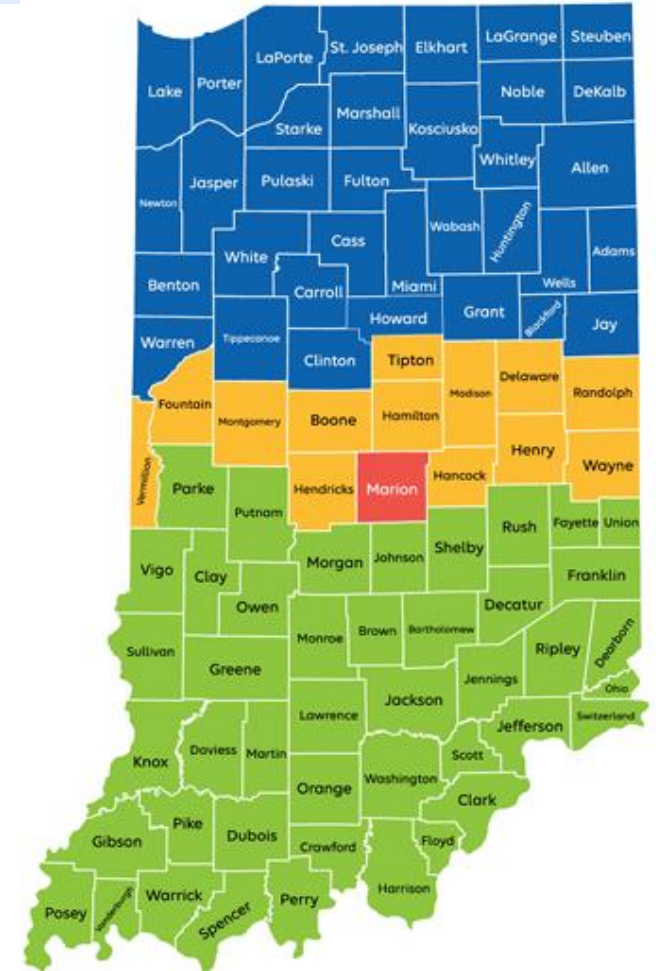 St. Joseph
Elkhart
LaGrange
Steuben
LaPorte
Lake
Porter
Noble
DeKalb
Marshall
Starke
Kosciusko
Whitley
Allen
Jasper
Pulaski
Fulton
Newton
Wabash
Huntington
Cass
White
Adams
Benton
Carroll
Miami
Wells
Howard
Grant
Blackford
Jay
Warren
Tippecanoe
Clinton
Tipton
Fountain
Montgomery
Boone
Hamilton
Madison
Delaware
Randolph
Henry
Wayne
Vermillion
Parke
Hendricks
Marion
Hancock
Putnam
Rush
Fayette
Union
Vigo
Clay
Morgan
Johnson
Shelby
Franklin
Owen
Decatur
Sullivan
Monroe
Brown
Bartholomew
Ripley
Dearborn
Greene
Jennings
Ohio
Jackson
Lawrence
Jefferson
Switzerland
Knox
Daviess
Martin
Scott
Washington
Orange
Clark
Gibson
Pike
Dubois
Crawford
Floyd
Harrison
Posey
Vanderburgh
Warrick
Spencer
Perry